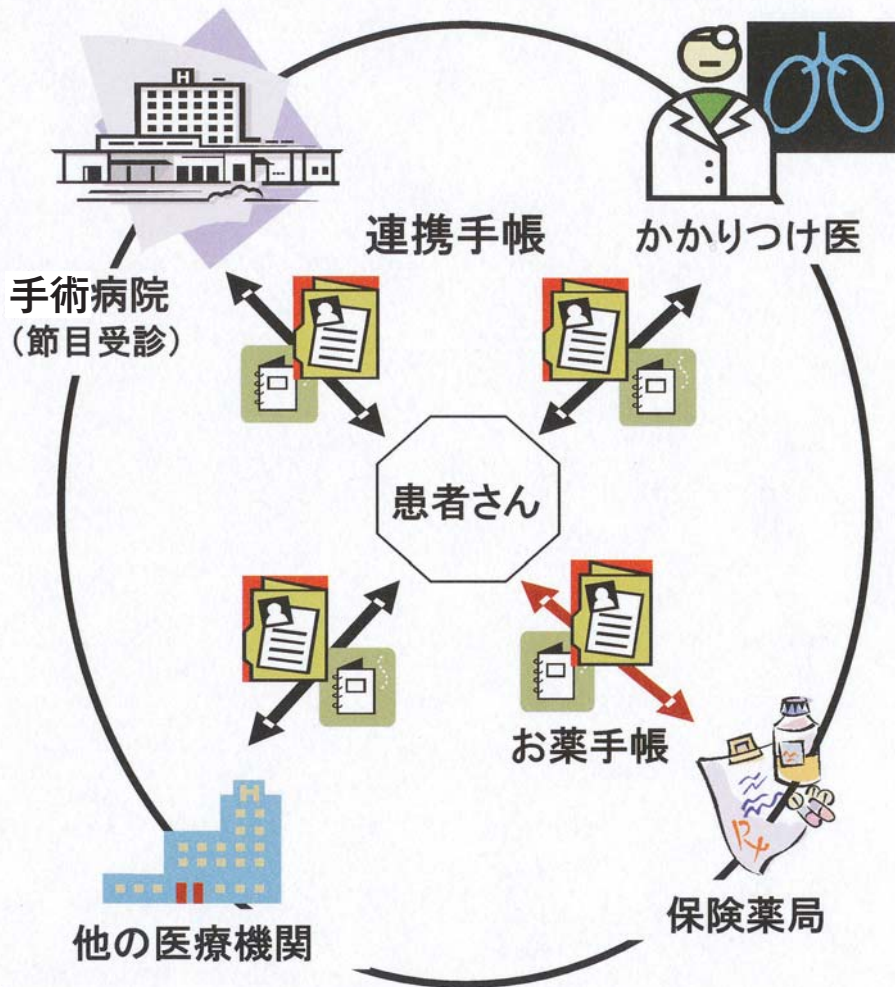 連携手帳
かかりつけ医
手術病院
（節目受診）
患者さん
お薬手帳
保険薬局
他の医療機関
H
H
Rx